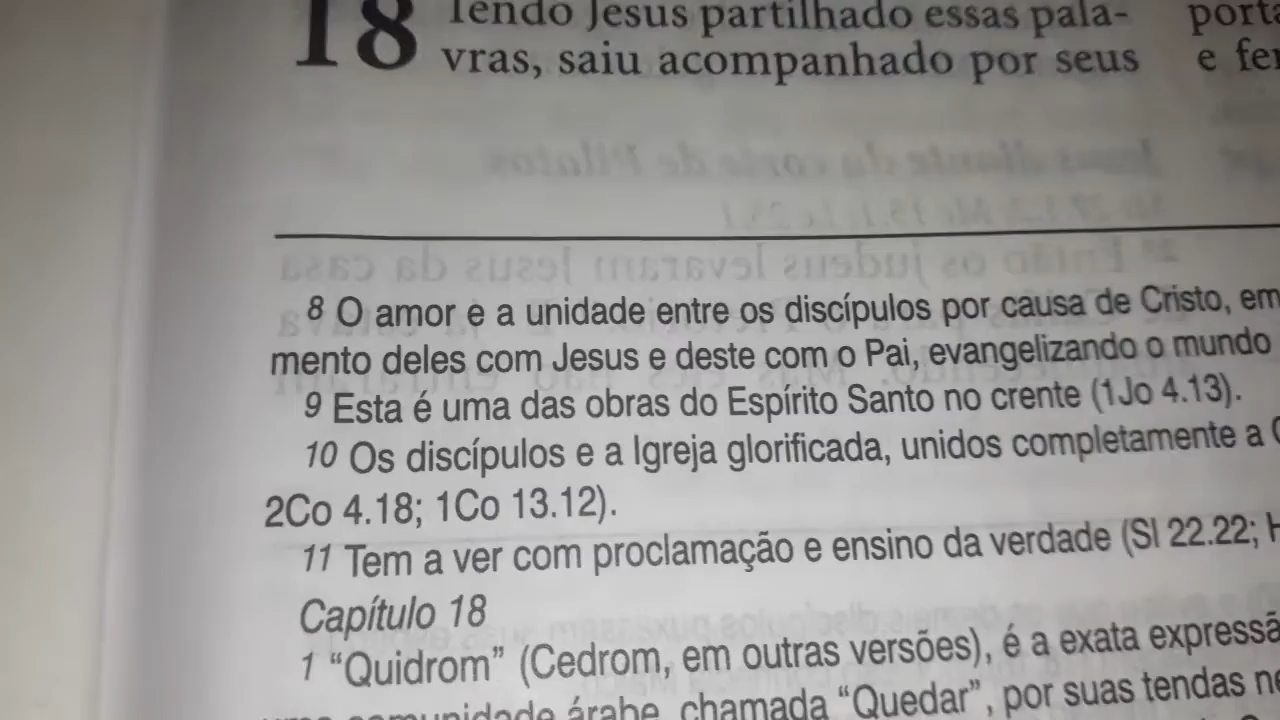 18 Tendo Jesus partilhado essas pala-
vras, saiu acompanhado por seus
e
8 O amor e a unidade entre os discípulos por causa de Cristo, em
mento deles com Jesus e deste com o Pai, evangelizando o mundo
9 Esta é uma das obras do Espírito Santo no crente (1Jo 4.13).
10 Os discípulos e a Igreja glorificada, unidos completamente a
2Co 4.18; 1Co 13.12).
11 Tem a ver com proclamação e ensino da verdade (Sl 22.22;
Capítulo 18
1 “Quidrom” (Cedrom, em outras versões), é a exata
comunidade árabe, chamada “Quedar”, por suas tendas